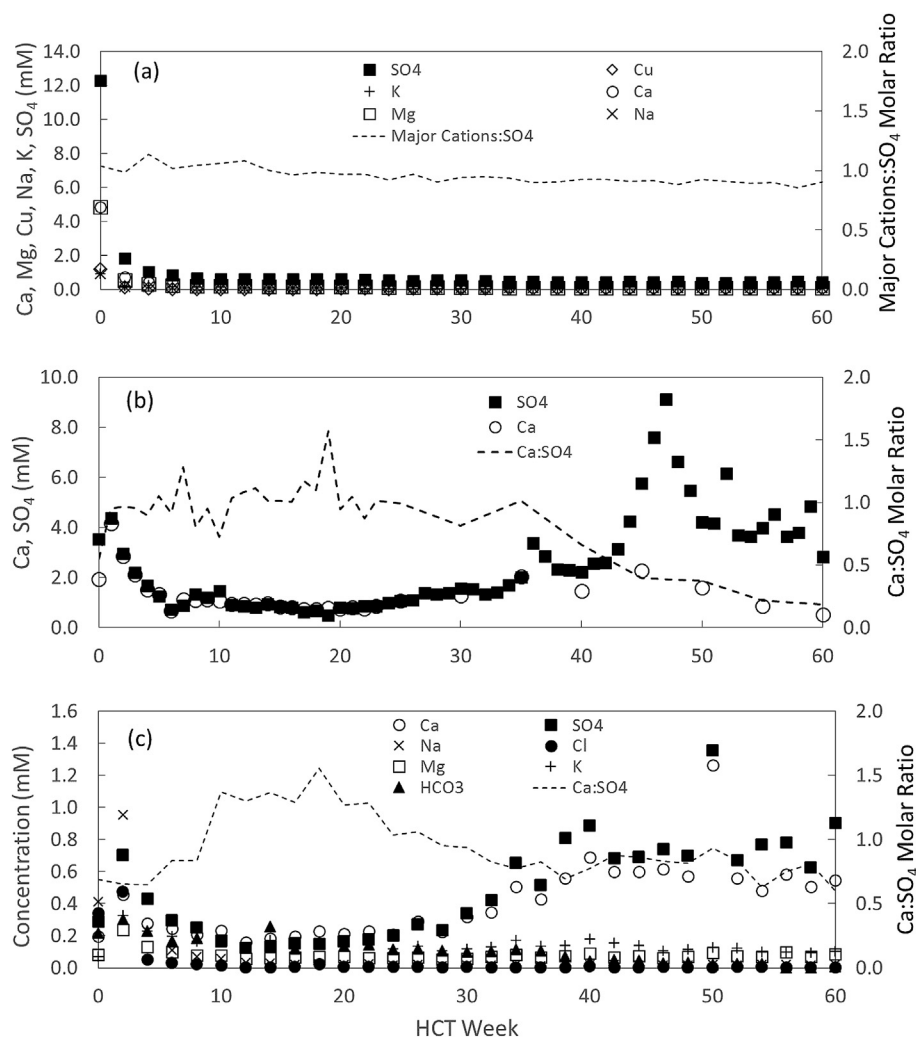 (a)
SO4 Cu
K Ca
Mg Na
Major Cations:SO4
14.0 12.0 10.0 8.0 6.0 4.0 2.0 0.0
2.0 1.5 1.0 0.5 0.0
0 10 20 30 40 50 60
Ca, Mg, Cu, Na, K, SO₄ (mM)
Major Cations:SO₄ Molar Ratio
(b)
SO4
Ca
Ca:SO4
10.0 8.0 6.0 4.0 2.0 0.0
2.0 1.5 1.0 0.5 0.0
0 10 20 30 40 50 60
Ca, SO₄ (mM)
Ca:SO₄ Molar Ratio
(c)
Ca SO4
Na Cl
Mg K
HCO3 Ca:SO4
1.6 1.4 1.2 1.0 0.8 0.6 0.4 0.2 0.0
2.0 1.5 1.0 0.5 0.0
0 10 20 30 40 50 60
Concentration (mM)
Ca:SO₄ Molar Ratio
HCT Week